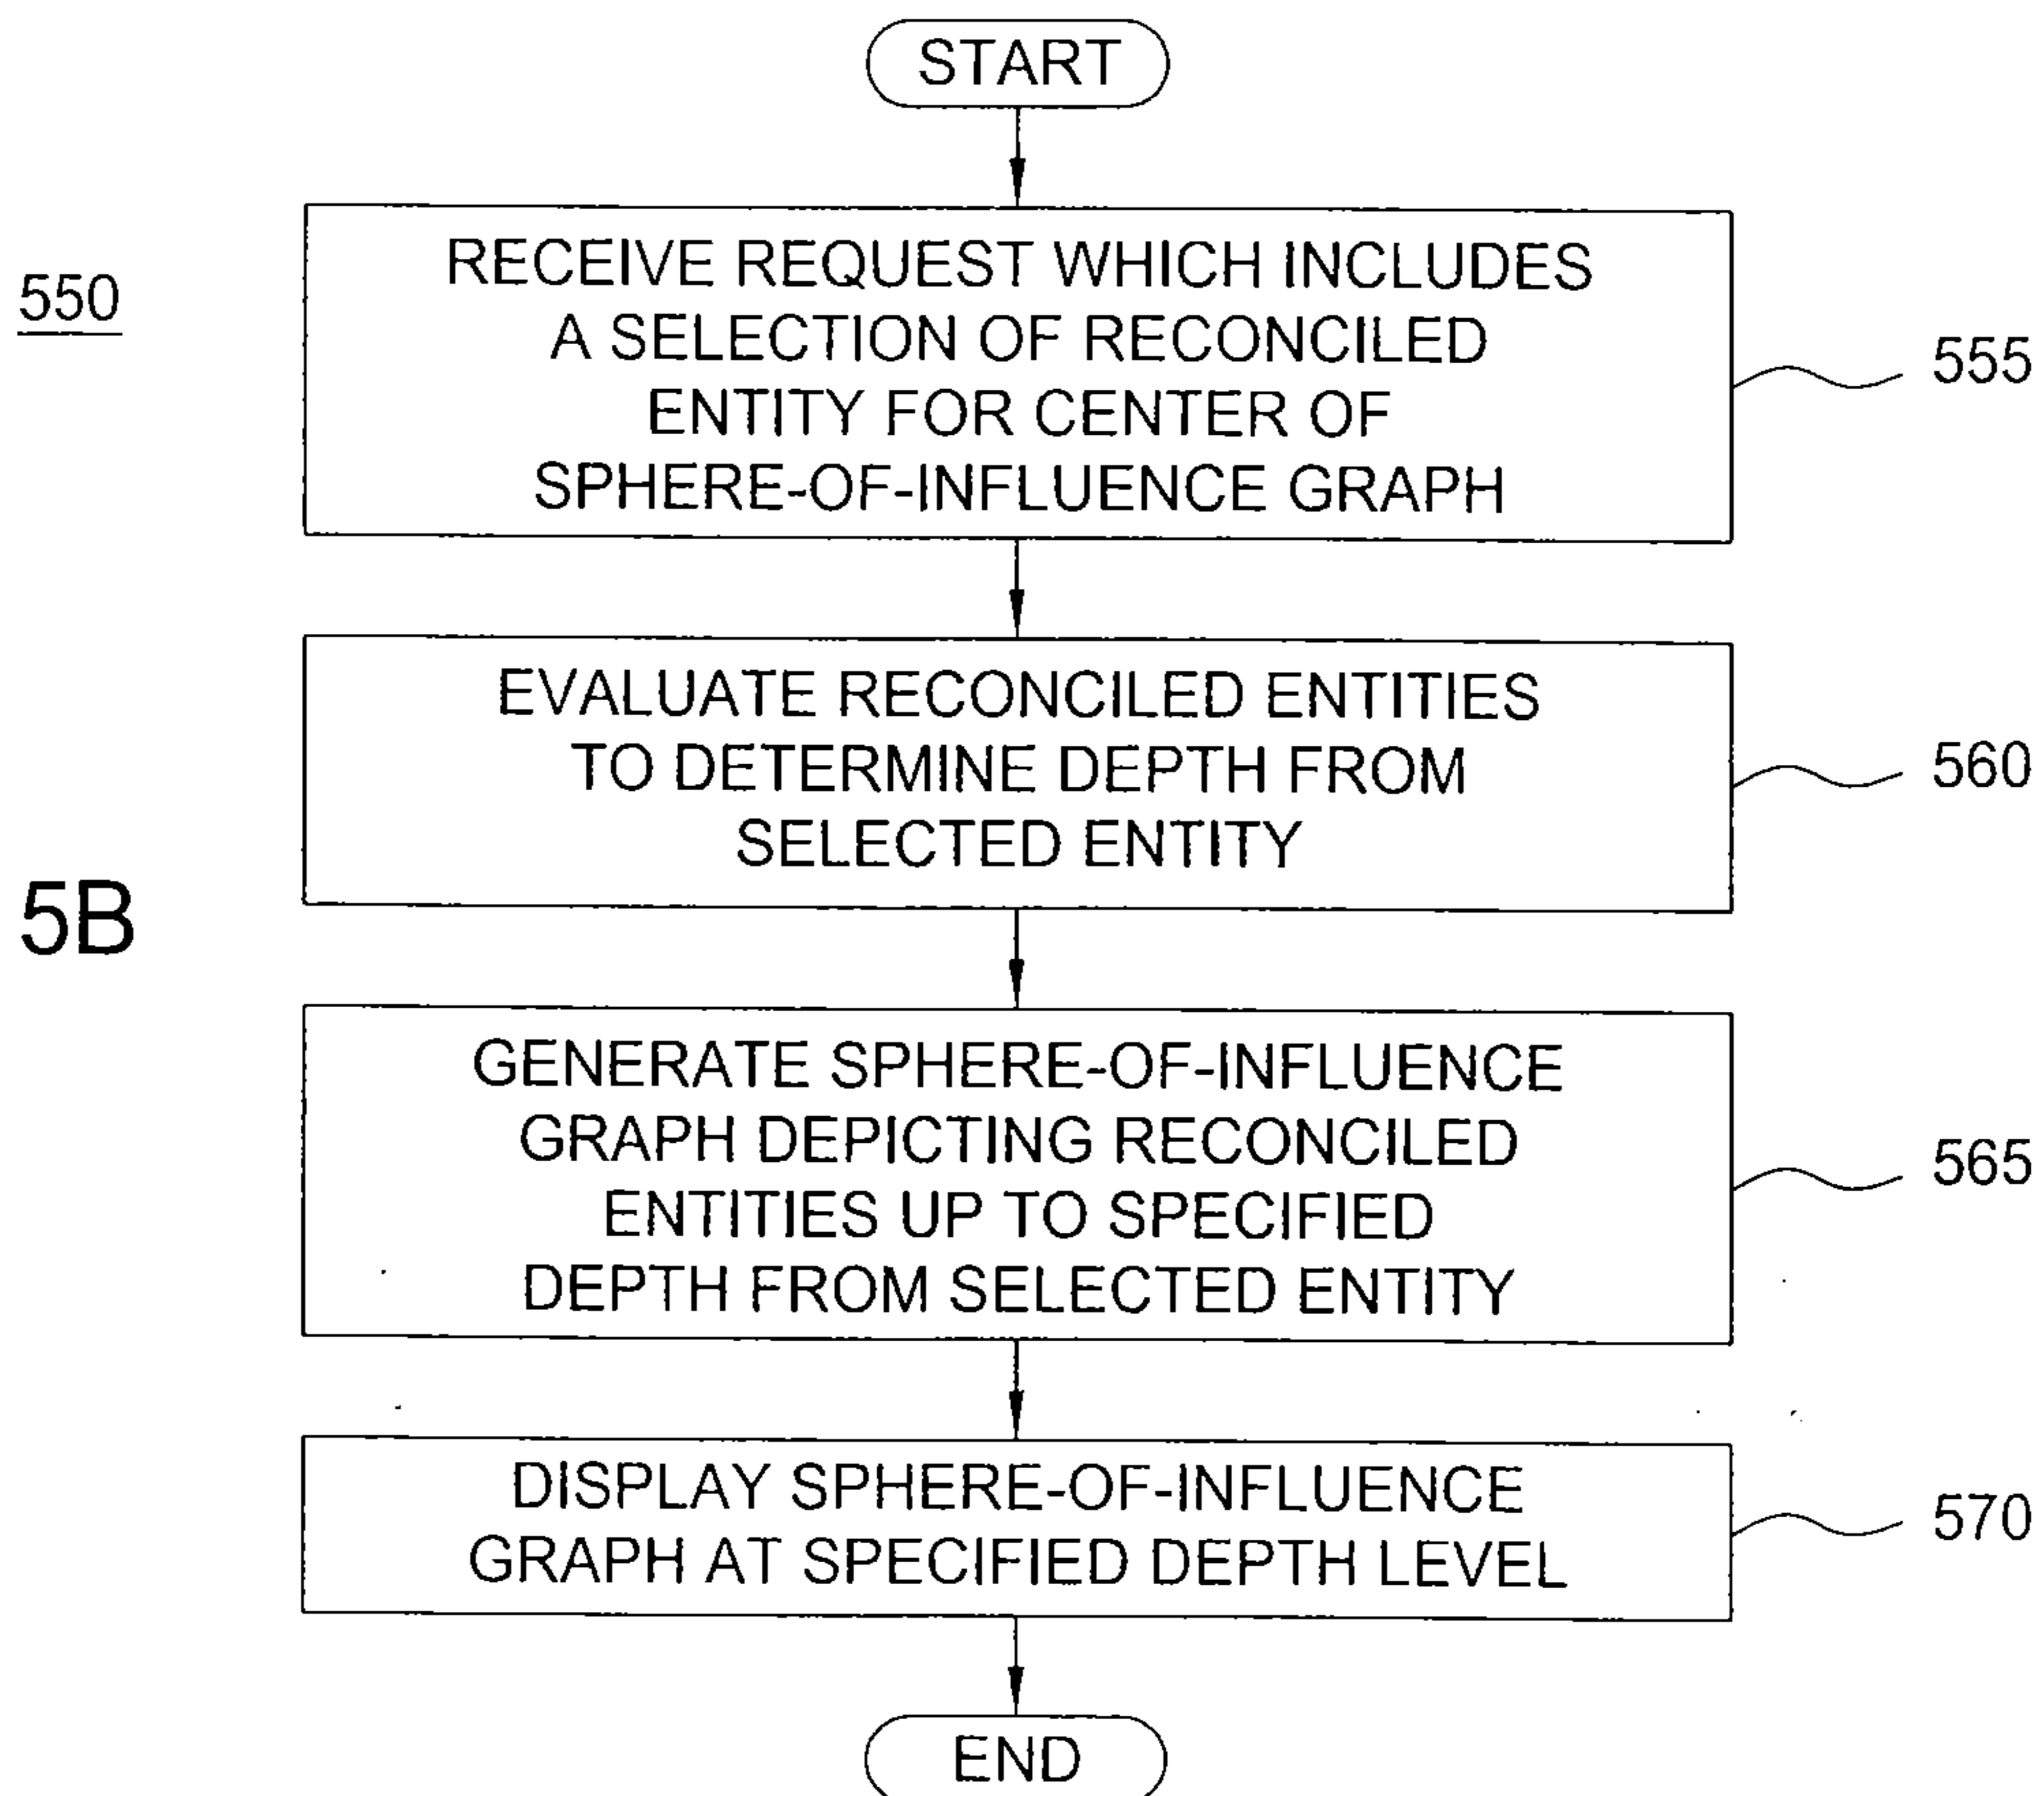 START
550
RECEIVE REQUEST WHICH INCLUDES
A SELECTION OF RECONCILED
ENTITY FOR CENTER OF
SPHERE-OF-INFLUENCE GRAPH
555
EVALUATE RECONCILED ENTITIES
TO DETERMINE DEPTH FROM
SELECTED ENTITY
560
5B
GENERATE SPHERE-OF-INFLUENCE
GRAPH DEPICTING RECONCILED
ENTITIES UP TO SPECIFIED
DEPTH FROM SELECTED ENTITY
565
DISPLAY SPHERE-OF-INFLUENCE
GRAPH AT SPECIFIED DEPTH LEVEL
570
END